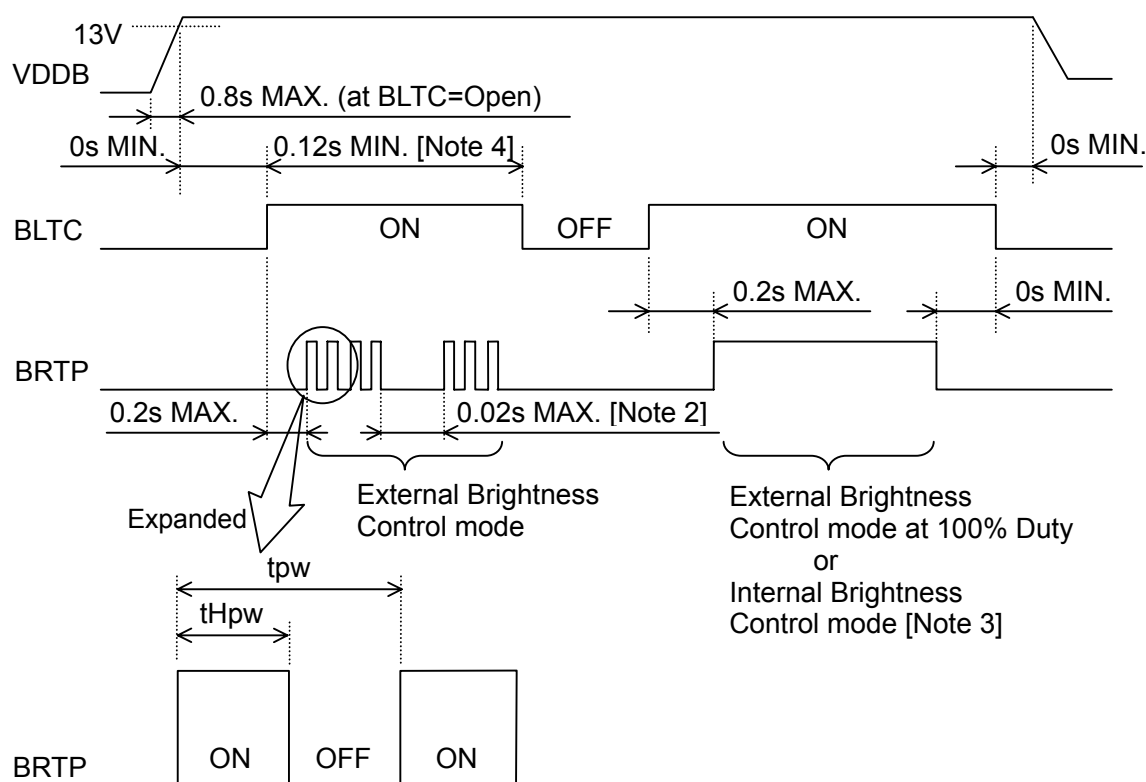 13V
VDDB
0.8s MAX. (at BLTC=Open)
0s MIN.
0.12s MIN. [Note 4]
0s MIN.
BLTC
ON
OFF
ON
0.2s MAX.
0s MIN.
BRTP
0.2s MAX.
0.02s MAX. [Note 2]
Expanded
External Brightness
Control mode
External Brightness
Control mode at 100% Duty
or
Internal Brightness
Control mode [Note 3]
tpw
tHpw
BRTP
ON
OFF
ON